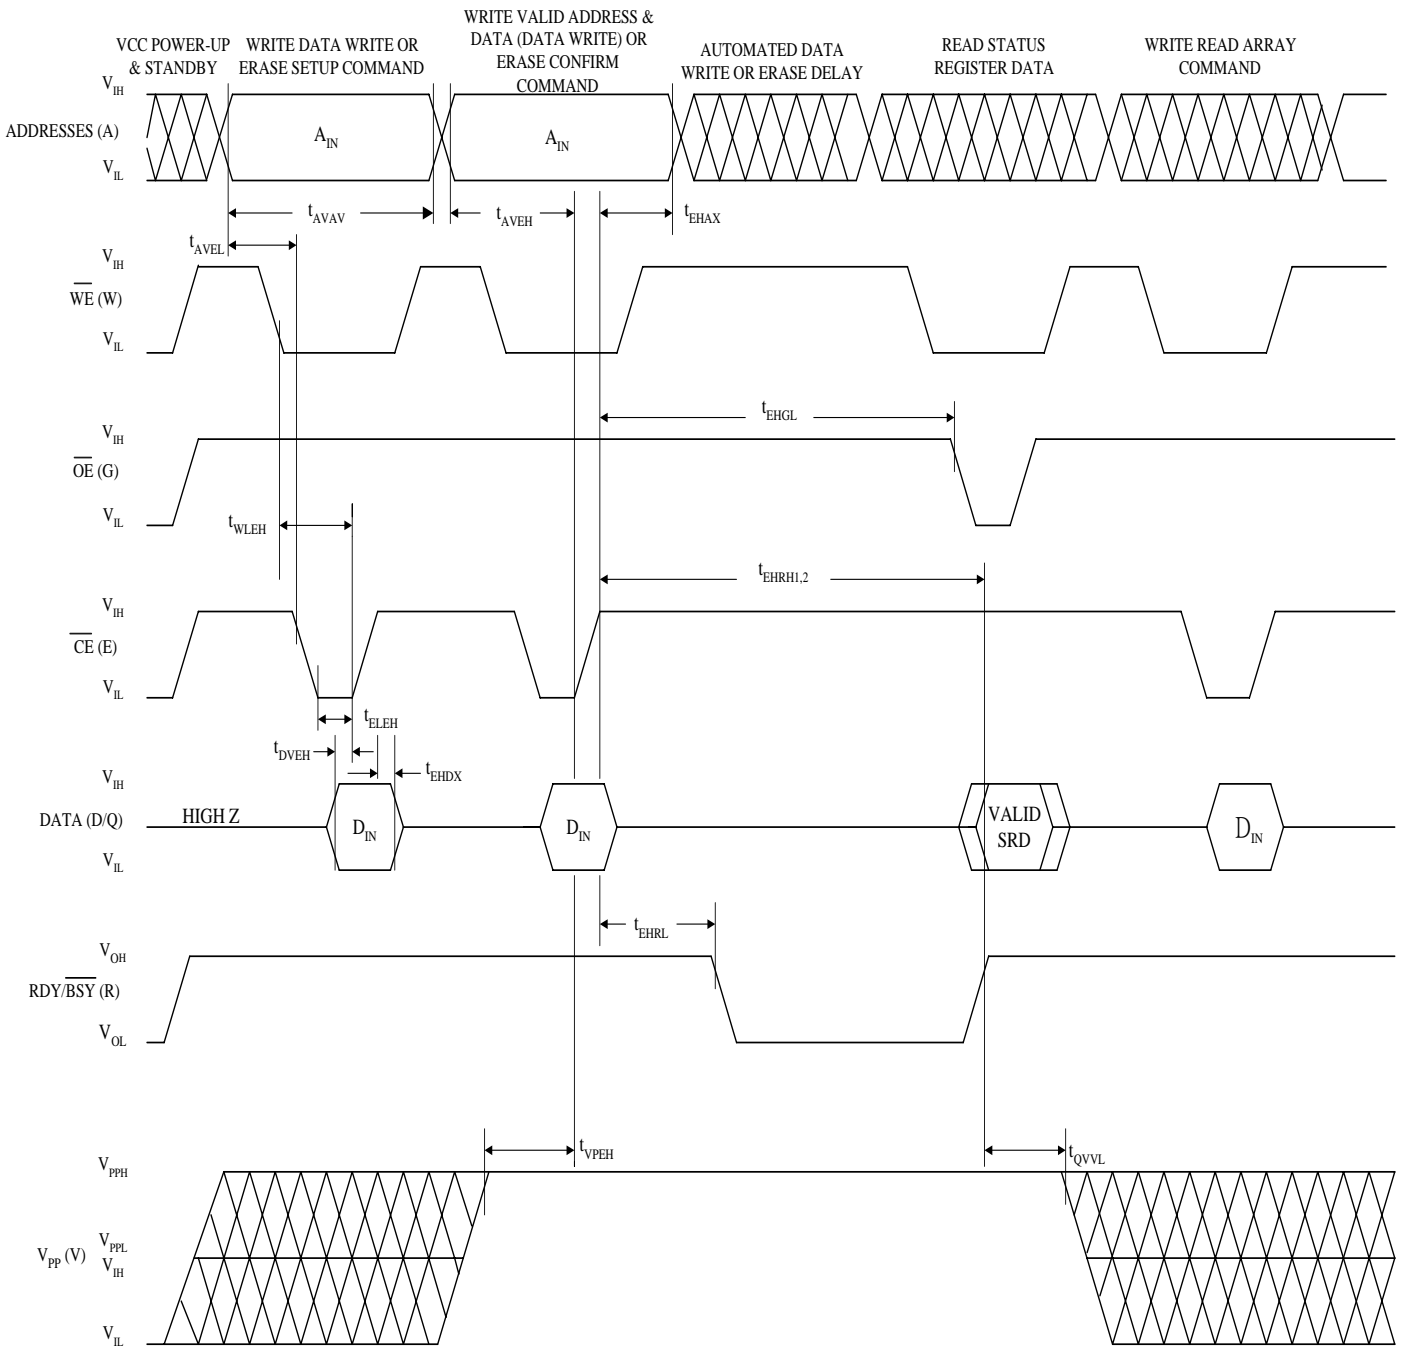 VCC POWER-UP
& STANDBY
WRITE DATA WRITE OR
ERASE SETUP COMMAND
WRITE VALID ADDRESS &
DATA (DATA WRITE) OR
ERASE CONFIRM
COMMAND
AUTOMATED DATA
WRITE OR ERASE DELAY
READ STATUS
REGISTER DATA
WRITE READ ARRAY
COMMAND
VIH
ADDRESSES (A)
AIN
AIN
VIL
tAVAV
tAVEH
tEHAX
tAVEL
VIH
WE (W)
VIL
tEHGL
VIH
OE (G)
VIL
tWLEH
tEHRH1,2
VIH
CE (E)
VIL
tELEH
tDVEH
tEHDX
VIH
DATA (D/Q)
HIGH Z
DIN
DIN
VALID
SRD
DIN
VIL
tEHRL
VOH
RDY/BSY (R)
VOL
tVPEH
tQVVL
VPPH
VPP (V)
VPPL
VIH
VIL